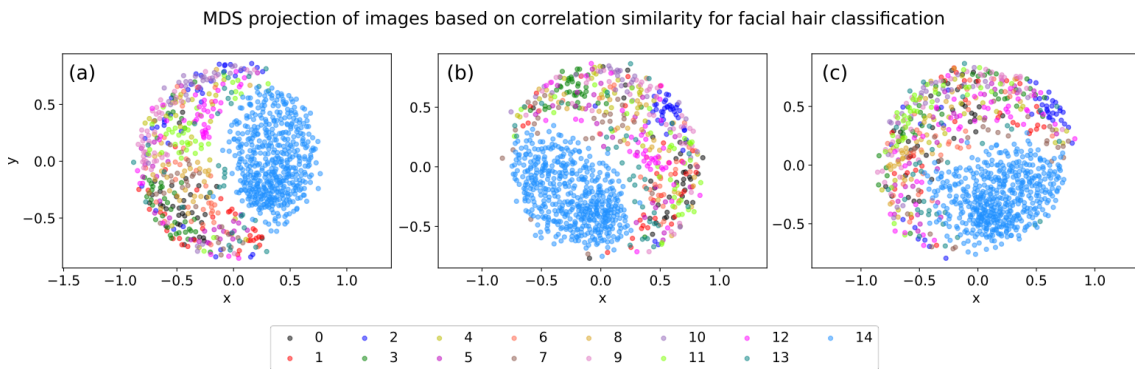 MDS projection of images based on correlation similarity for facial hair classification
(a) (b) (c)
0.5 0.5 0.5
y 0.0 0.0 0.0
−0.5 −0.5 −0.5
−1.5 −1.0 −0.5 0.0 0.5 1.0 −1.0 −0.5 0.0 0.5 1.0 −1.0 −0.5 0.0 0.5 1.0
x x x
0 2 4 6 8 10 12 14
1 3 5 7 9 11 13